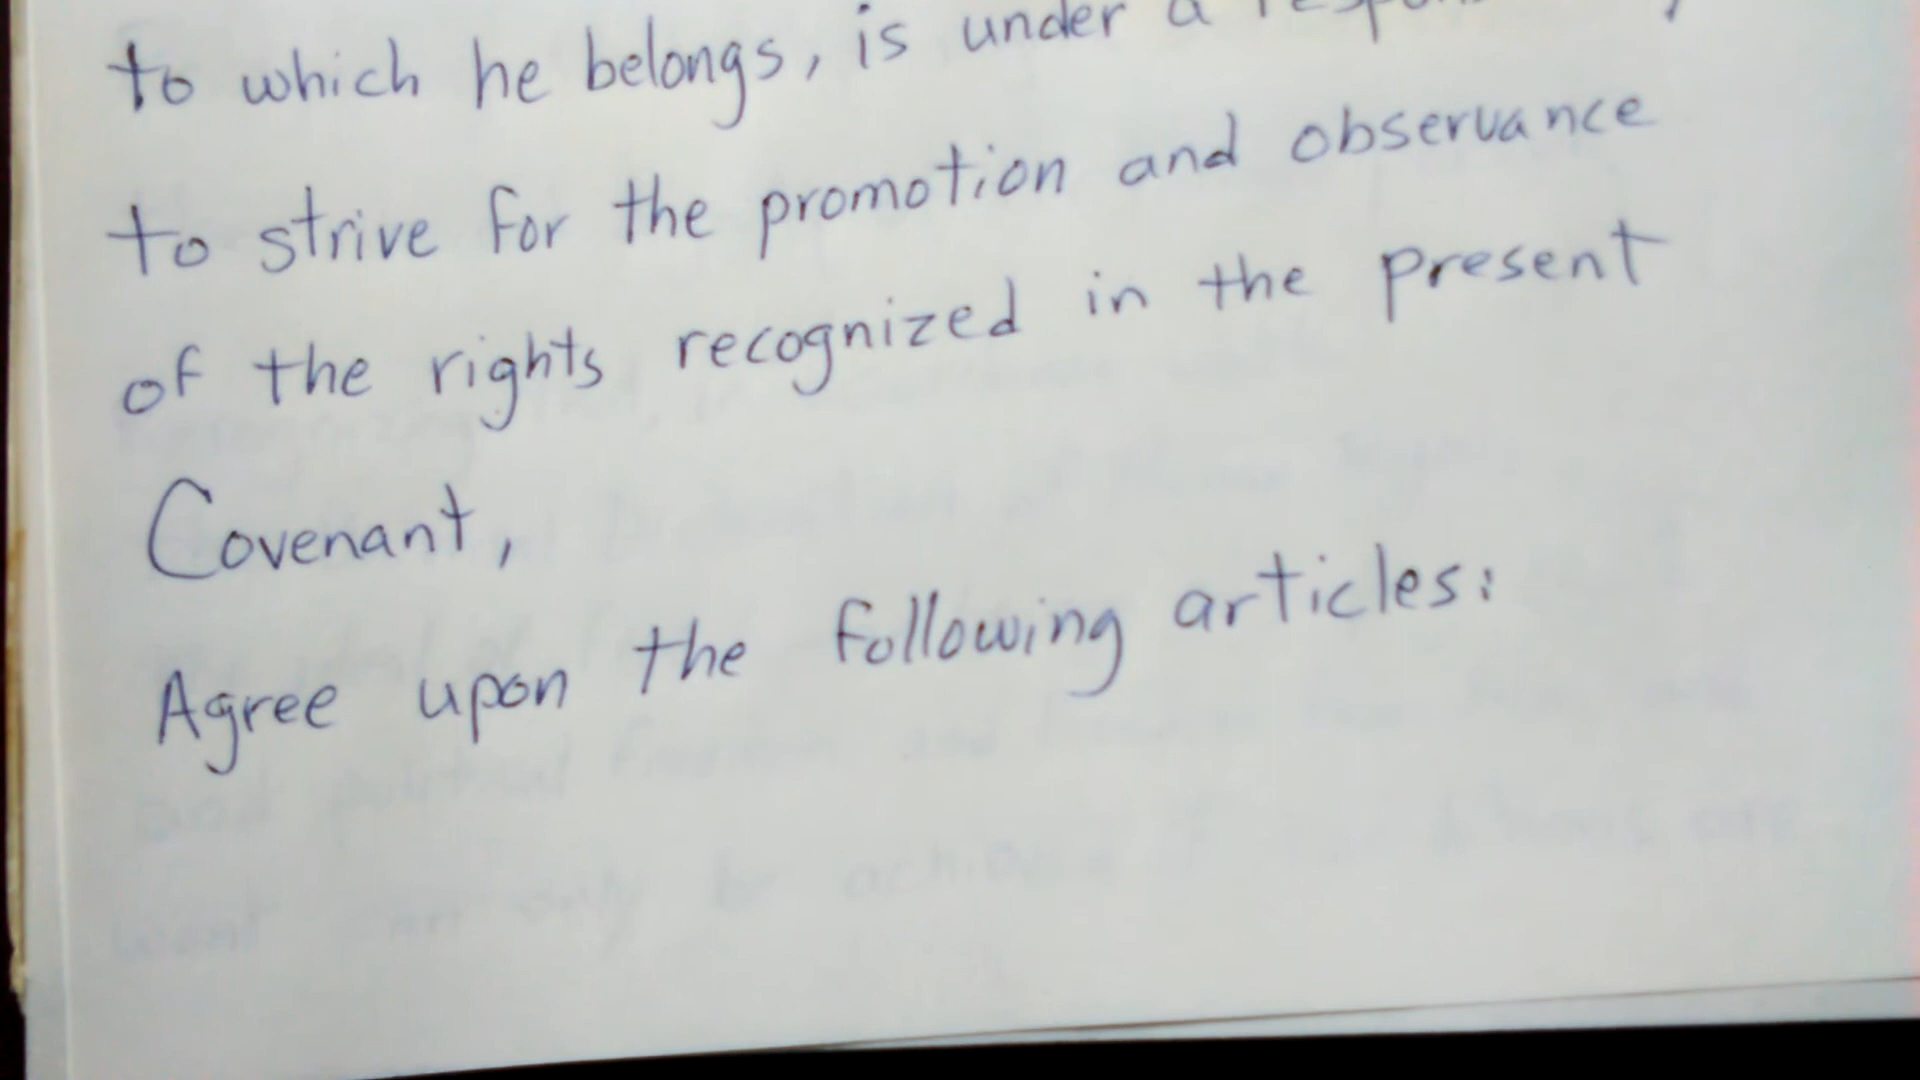 to which he belongs, is under a
to strive for the promotion and observance
of the rights recognized in the present
Covenant,
Agree upon the following articles: